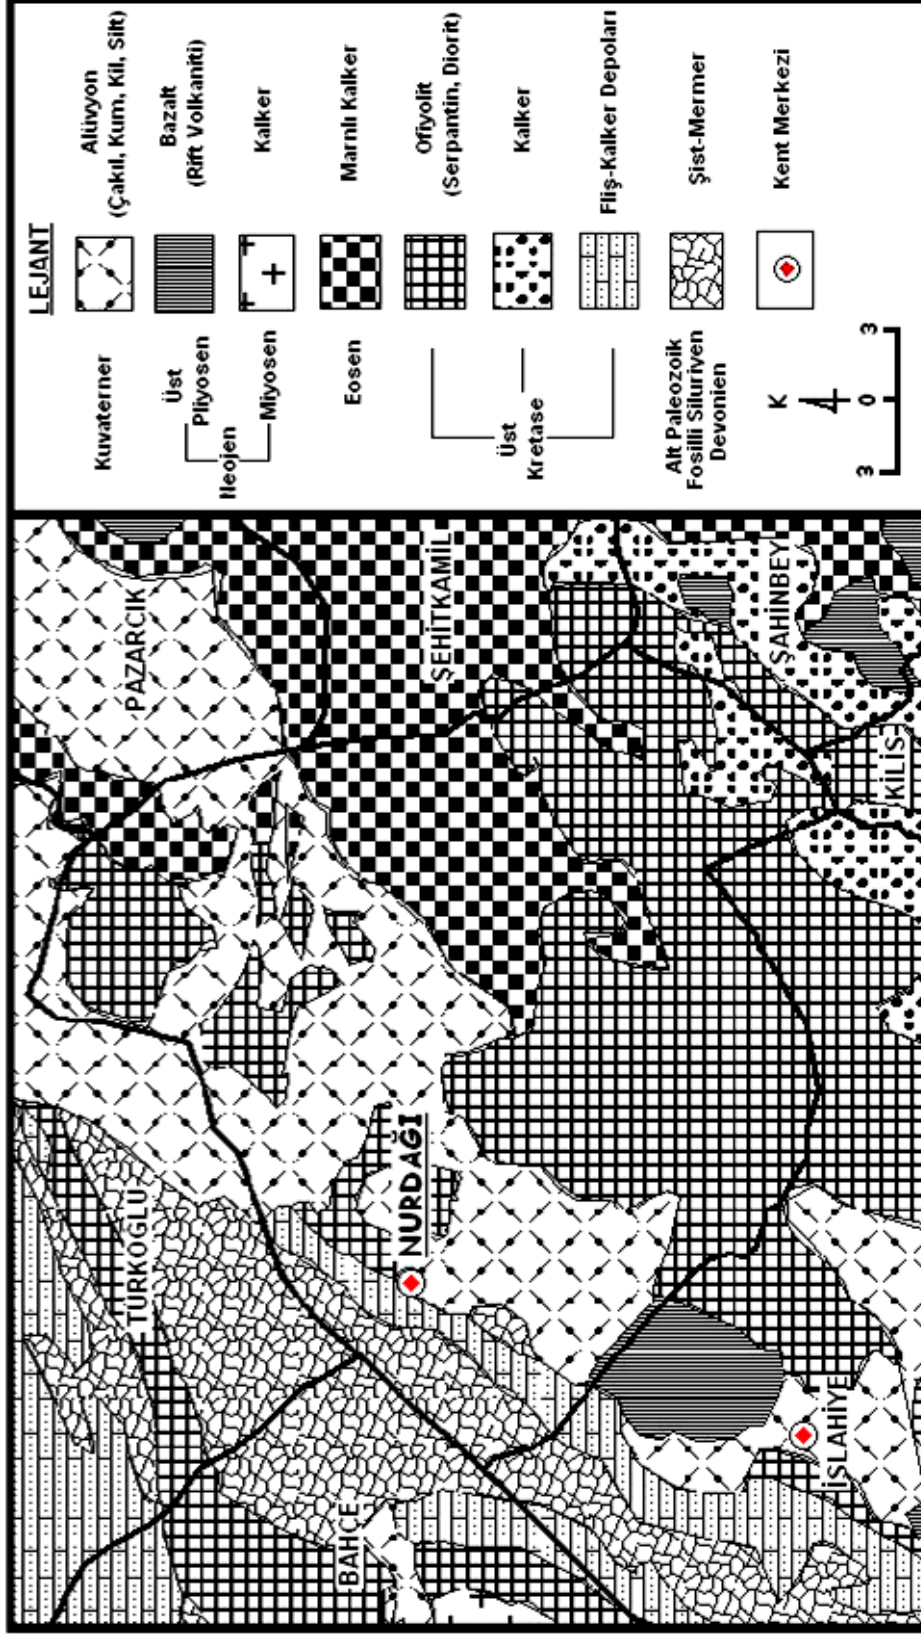 LEJANT
Kuvaterner
Alüvyon
(Çakıl, Kum, Kil, Silt)
Neojen
Üst
Pliyosen
Bazalt
(Rift Volkaniti)
Miyosen
Kalker
Eosen
Marnlı Kalker
Üst
Kretase
Ofiyolit
(Serpantin, Diorit)
Kalker
Fliş-Kalker Depoları
Alt Paleozoik
Fosilli Siluriyen
Devonien
Şist-Mermer
Kent Merkezi
K
3 0 3
PAZARCIK
TÜRKOĞLU
NURDAĞI
ŞEHİTKAMİL
BAHÇE
ŞAHİNBEY
İSLAHİYE
KİLİS